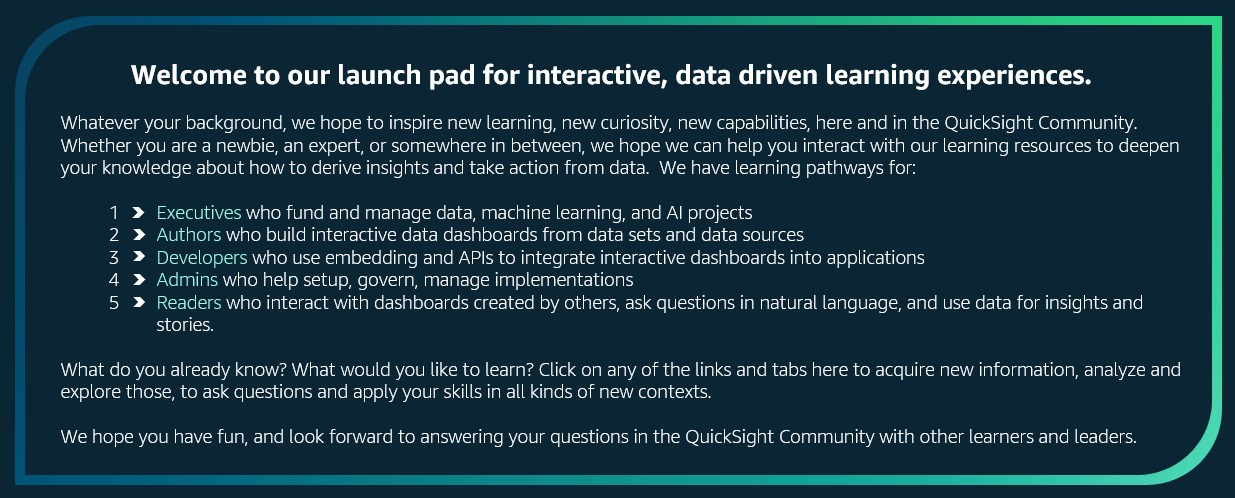 Welcome to our launch pad for interactive, data driven learning experiences.
Whatever your background, we hope to inspire new learning, new curiosity, new capabilities, here and in the QuickSight Community.
Whether you are a newbie, an expert, or somewhere in between, we hope we can help you interact with our learning resources to deepen
your knowledge about how to derive insights and take action from data.  We have learning pathways for:
1 Executives who fund and manage data, machine learning, and AI projects
2 Authors who build interactive data dashboards from data sets and data sources
3 Developers who use embedding and APIs to integrate interactive dashboards into applications
4 Admins who help setup, govern, manage implementations
5 Readers who interact with dashboards created by others, ask questions in natural language, and use data for insights and
stories.
What do you already know? What would you like to learn? Click on any of the links and tabs here to acquire new information, analyze and
explore those, to ask questions and apply your skills in all kinds of new contexts.
We hope you have fun, and look forward to answering your questions in the QuickSight Community with other learners and leaders.